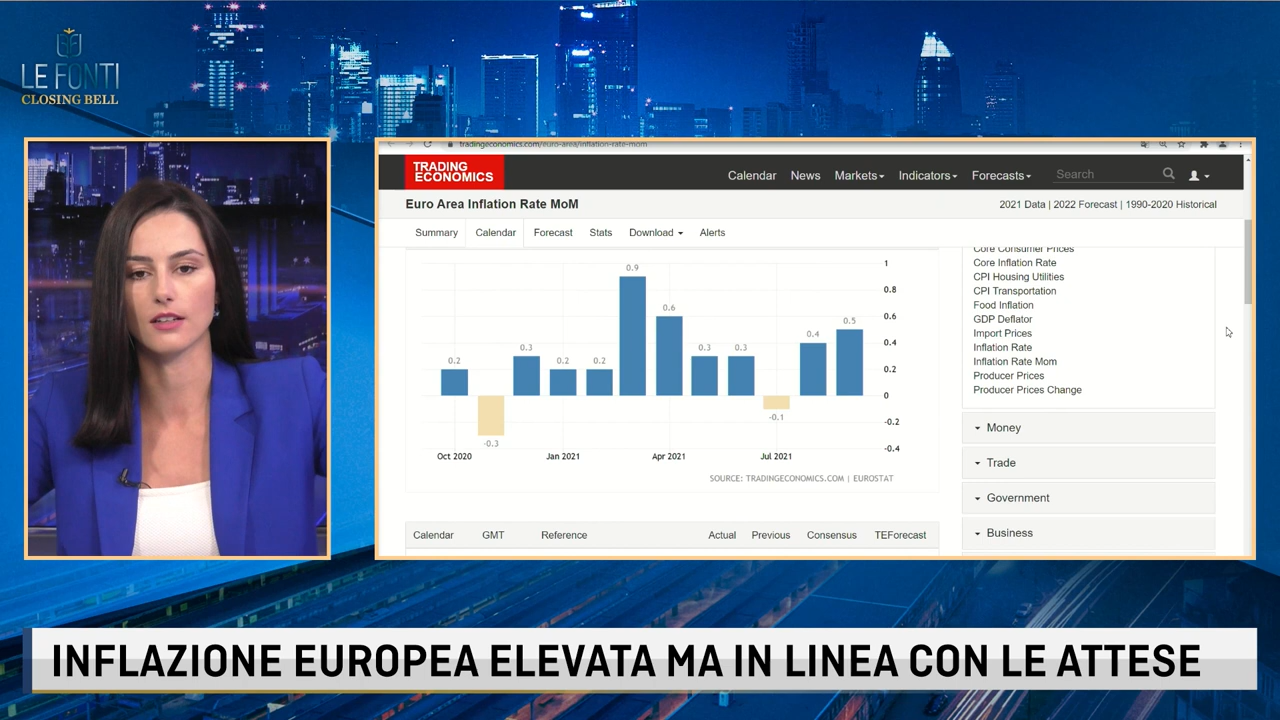 LE FONTI
CLOSING BELL
tradingeconomics.com/euro-area/inflation-rate-mom
TRADING
ECONOMICS
Calendar News Markets Indicators Forecasts Search
Euro Area Inflation Rate MoM
2021 Data | 2022 Forecast | 1990-2020 Historical
Summary Calendar Forecast Stats Download Alerts
0.2
-0.3
0.3
0.2
0.2
0.9
0.6
0.3
0.3
-0.1
0.4
0.5
1
0.8
0.6
0.4
0.2
0
-0.2
-0.4
Oct 2020 Jan 2021 Apr 2021 Jul 2021
SOURCE: TRADINGECONOMICS.COM | EUROSTAT
Calendar GMT Reference Actual Previous Consensus TEForecast
Core Consumer Prices
Core Inflation Rate
CPI Housing Utilities
CPI Transportation
Food Inflation
GDP Deflator
Import Prices
Inflation Rate
Inflation Rate Mom
Producer Prices
Producer Prices Change
Money
Trade
Government
Business
INFLAZIONE EUROPEA ELEVATA MA IN LINEA CON LE ATTESE